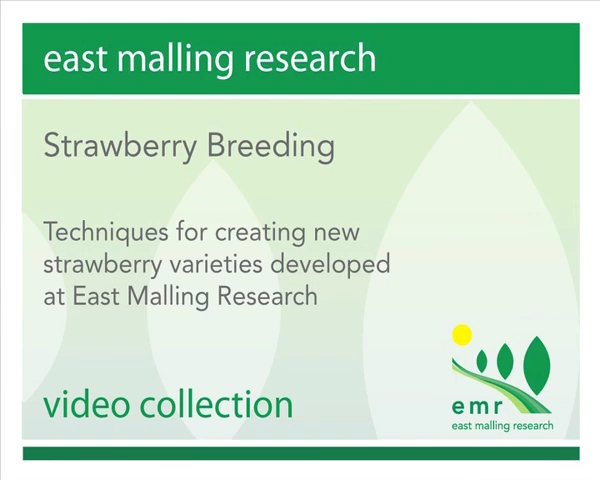 east malling research
Strawberry Breeding
Techniques for creating new
strawberry varieties developed
at East Malling Research
video collection
emr
east malling research